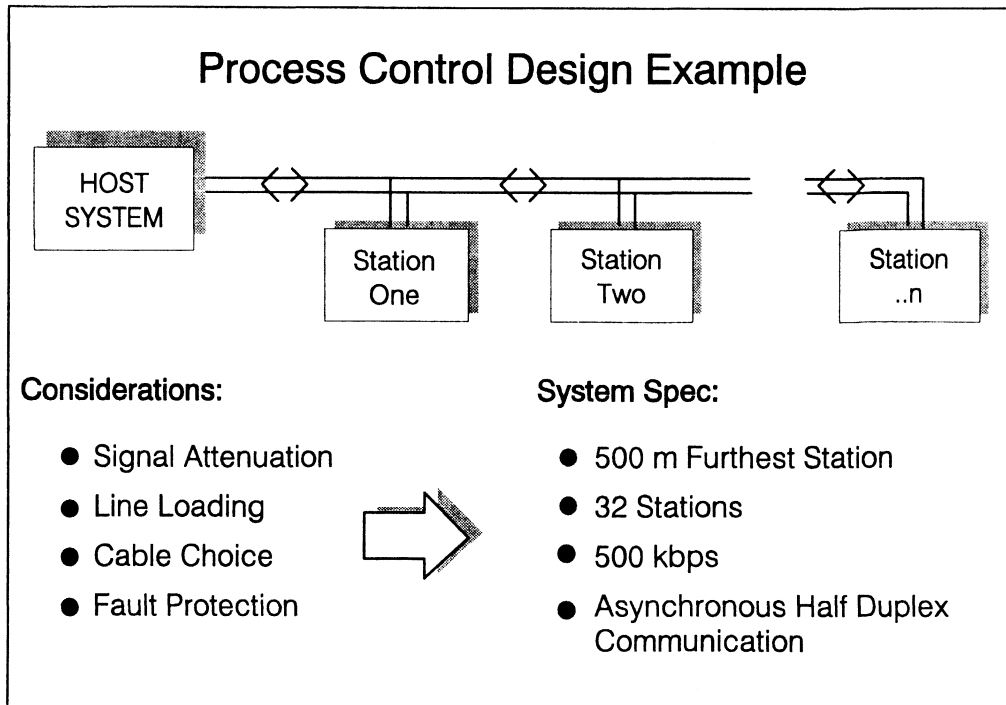 Process Control Design Example
HOST
SYSTEM
Station
One
Station
Two
Station
..n
Considerations:
● Signal Attenuation
● Line Loading
● Cable Choice
● Fault Protection
System Spec:
● 500 m Furthest Station
● 32 Stations
● 500 kbps
● Asynchronous Half Duplex
Communication